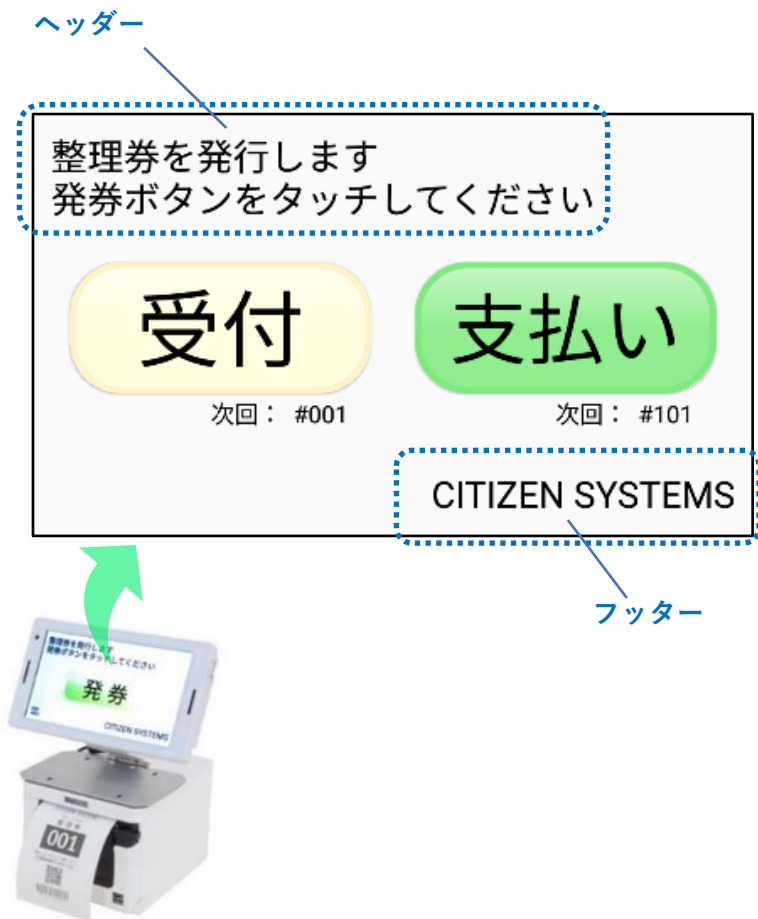 ヘッダー
整理券を発行します
発券ボタンをタッチしてください
受付
支払い
次回： #001
次回： #101
CITIZEN SYSTEMS
フッター
整理券を発行します
発券ボタンをタッチしてください
発券
CITIZEN SYSTEMS
001